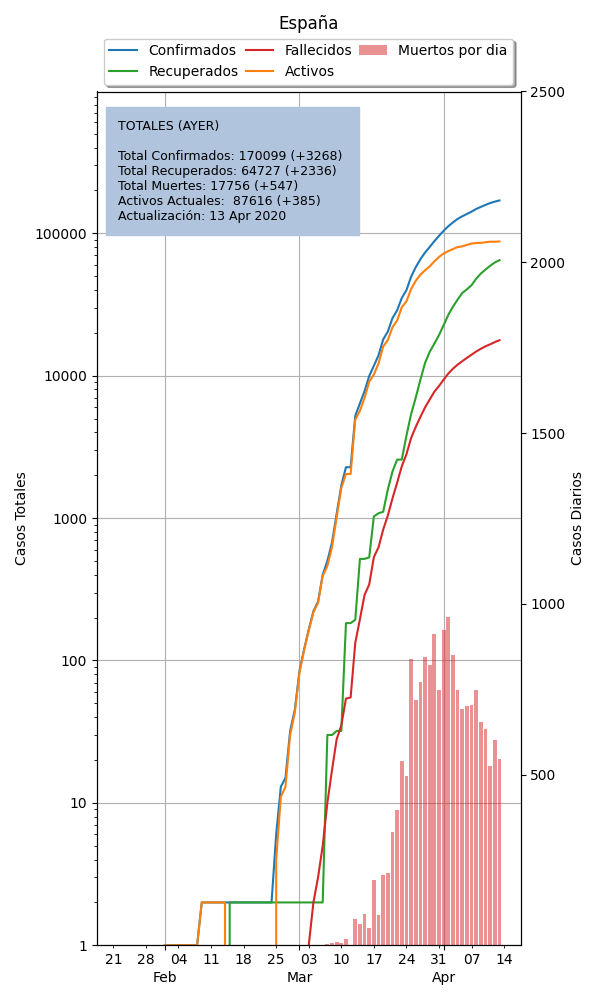 España
Confirmados Fallecidos Muertos por dia
Recuperados Activos
TOTALES (AYER)
Total Confirmados: 170099 (+3268)
Total Recuperados: 64727 (+2336)
Total Muertes: 17756 (+547)
Activos Actuales:  87616 (+385)
Actualización: 13 Apr 2020
Casos Totales
100000
10000
1000
100
10
1
2500
2000
1500
1000
500
Casos Diarios
21 28 04 11 18 25 03 10 17 24 31 07 14
Feb Mar Apr